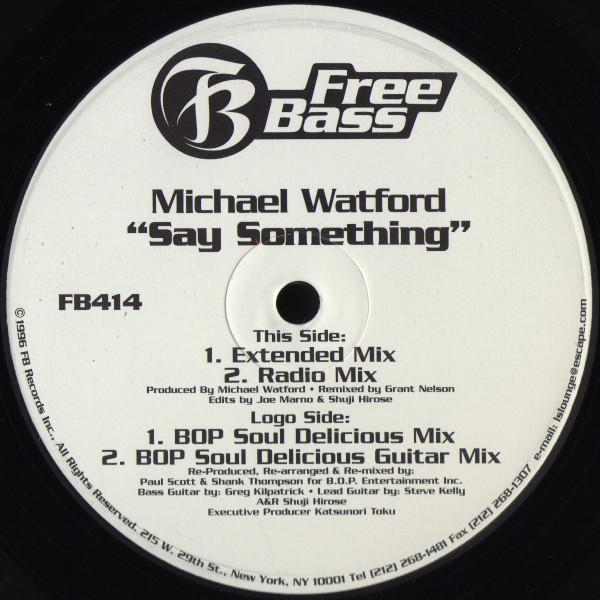 FB
Free
Bass
Michael Watford
“Say Something”
FB414
This Side:
1. Extended Mix
2. Radio Mix
Produced By Michael Watford • Remixed by Grant Nelson
Edits by Joe Marno & Shuji Hirose
Logo Side:
1. BOP Soul Delicious Mix
2. BOP Soul Delicious Guitar Mix
Re-Produced, Re-arranged & Re-mixed by:
Paul Scott & Shank Thompson for B.O.P. Entertainment Inc.
Bass Guitar by: Greg Kilpatrick • Lead Guitar by: Steve Kelly
A&R Shuji Hirose
Executive Producer Katsunori Toku
©1996 FB Records Inc., All Rights Reserved. 215 W. 29th St., New York, NY 10001 Tel (212) 268-1481 Fax (212) 268-1307 e-mail: lslounge@escape.com